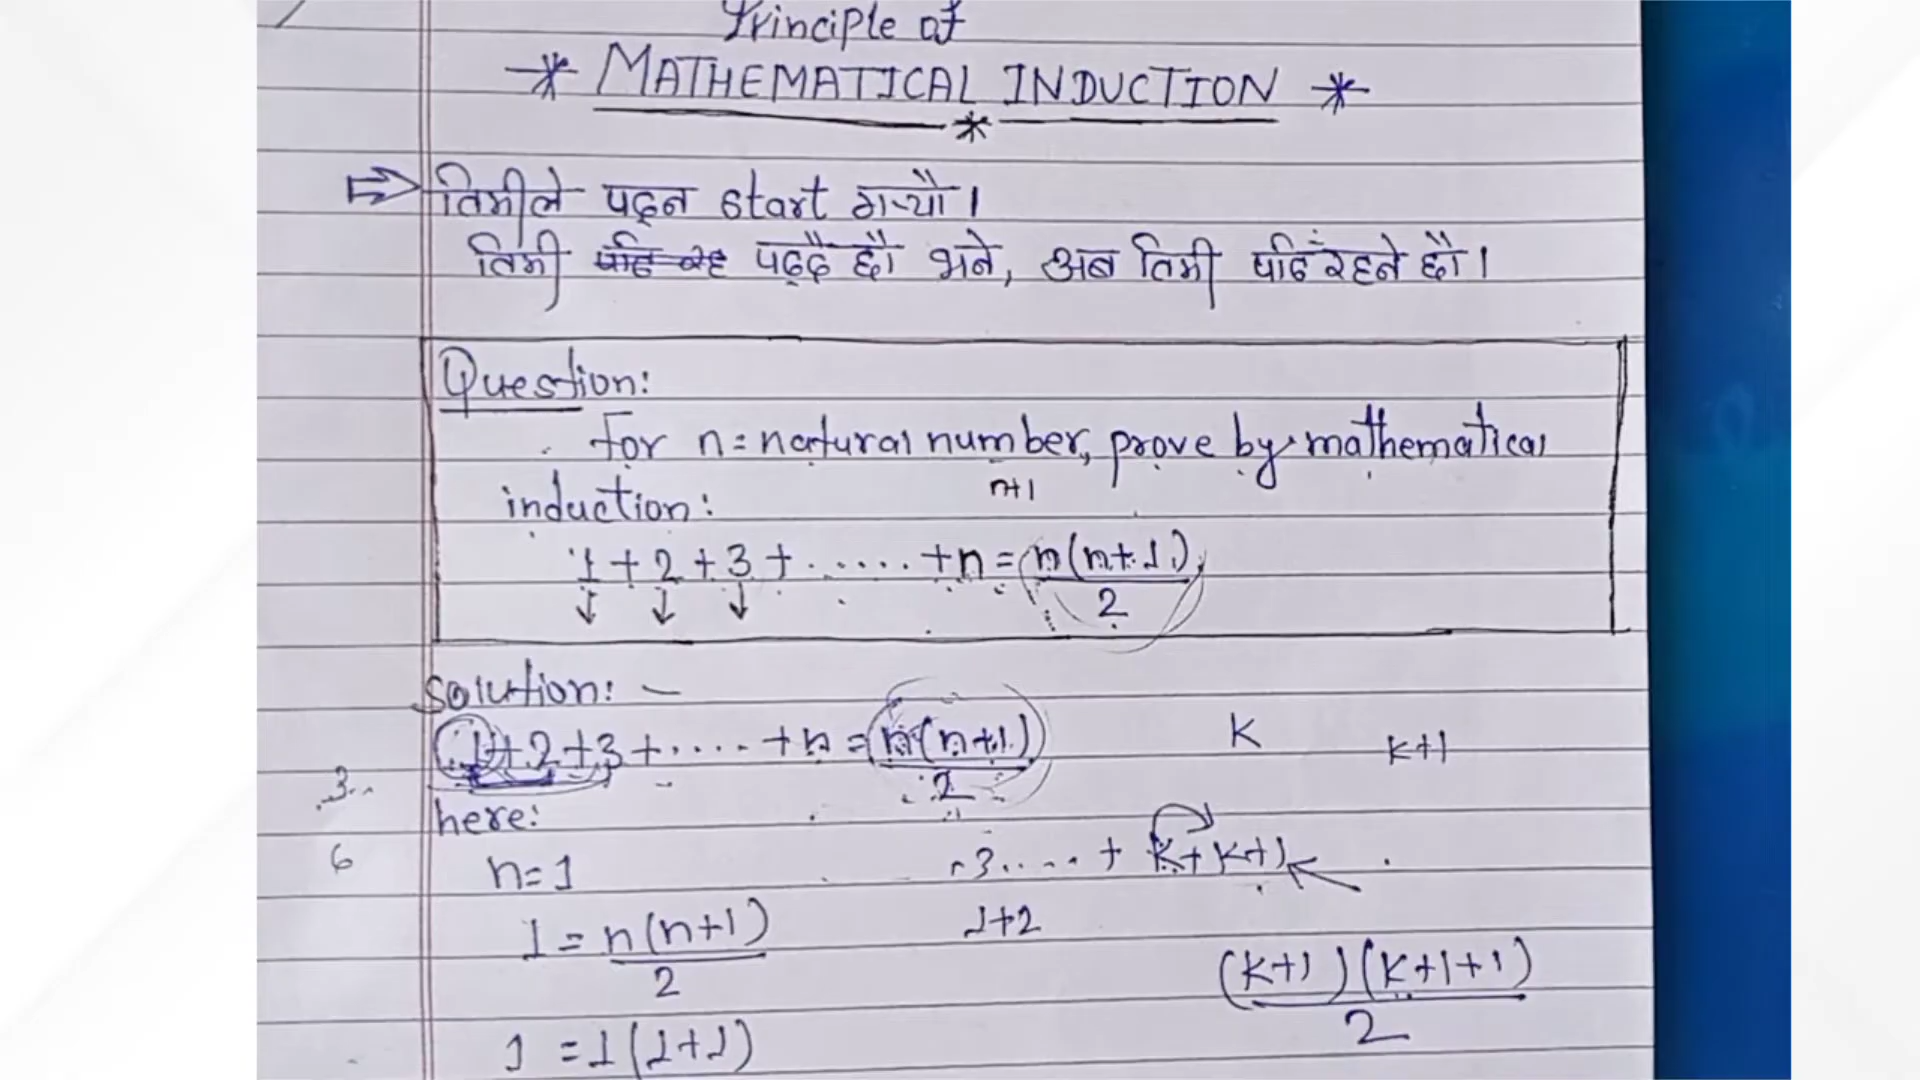 Principle of
* MATHEMATICAL INDUCTION *
*
⇒ तिमीले पढ्न start गर्‍यौ।
तिमी पढ्दै छौ भने, अब तिमी पढिरहने छौ।
Question:
For n = natural number, prove by mathematical
n+1
induction:
1 + 2 + 3 + ...... + n = n(n+1)
2
Solution: -
1+2+3+.....+n = n(n+1)
2
K
K+1
3
here:
6
n=1
3.... + K+K+1
1 = n(n+1)
2
1+2
(K+1)(K+1+1)
2
1 = 1(1+1)